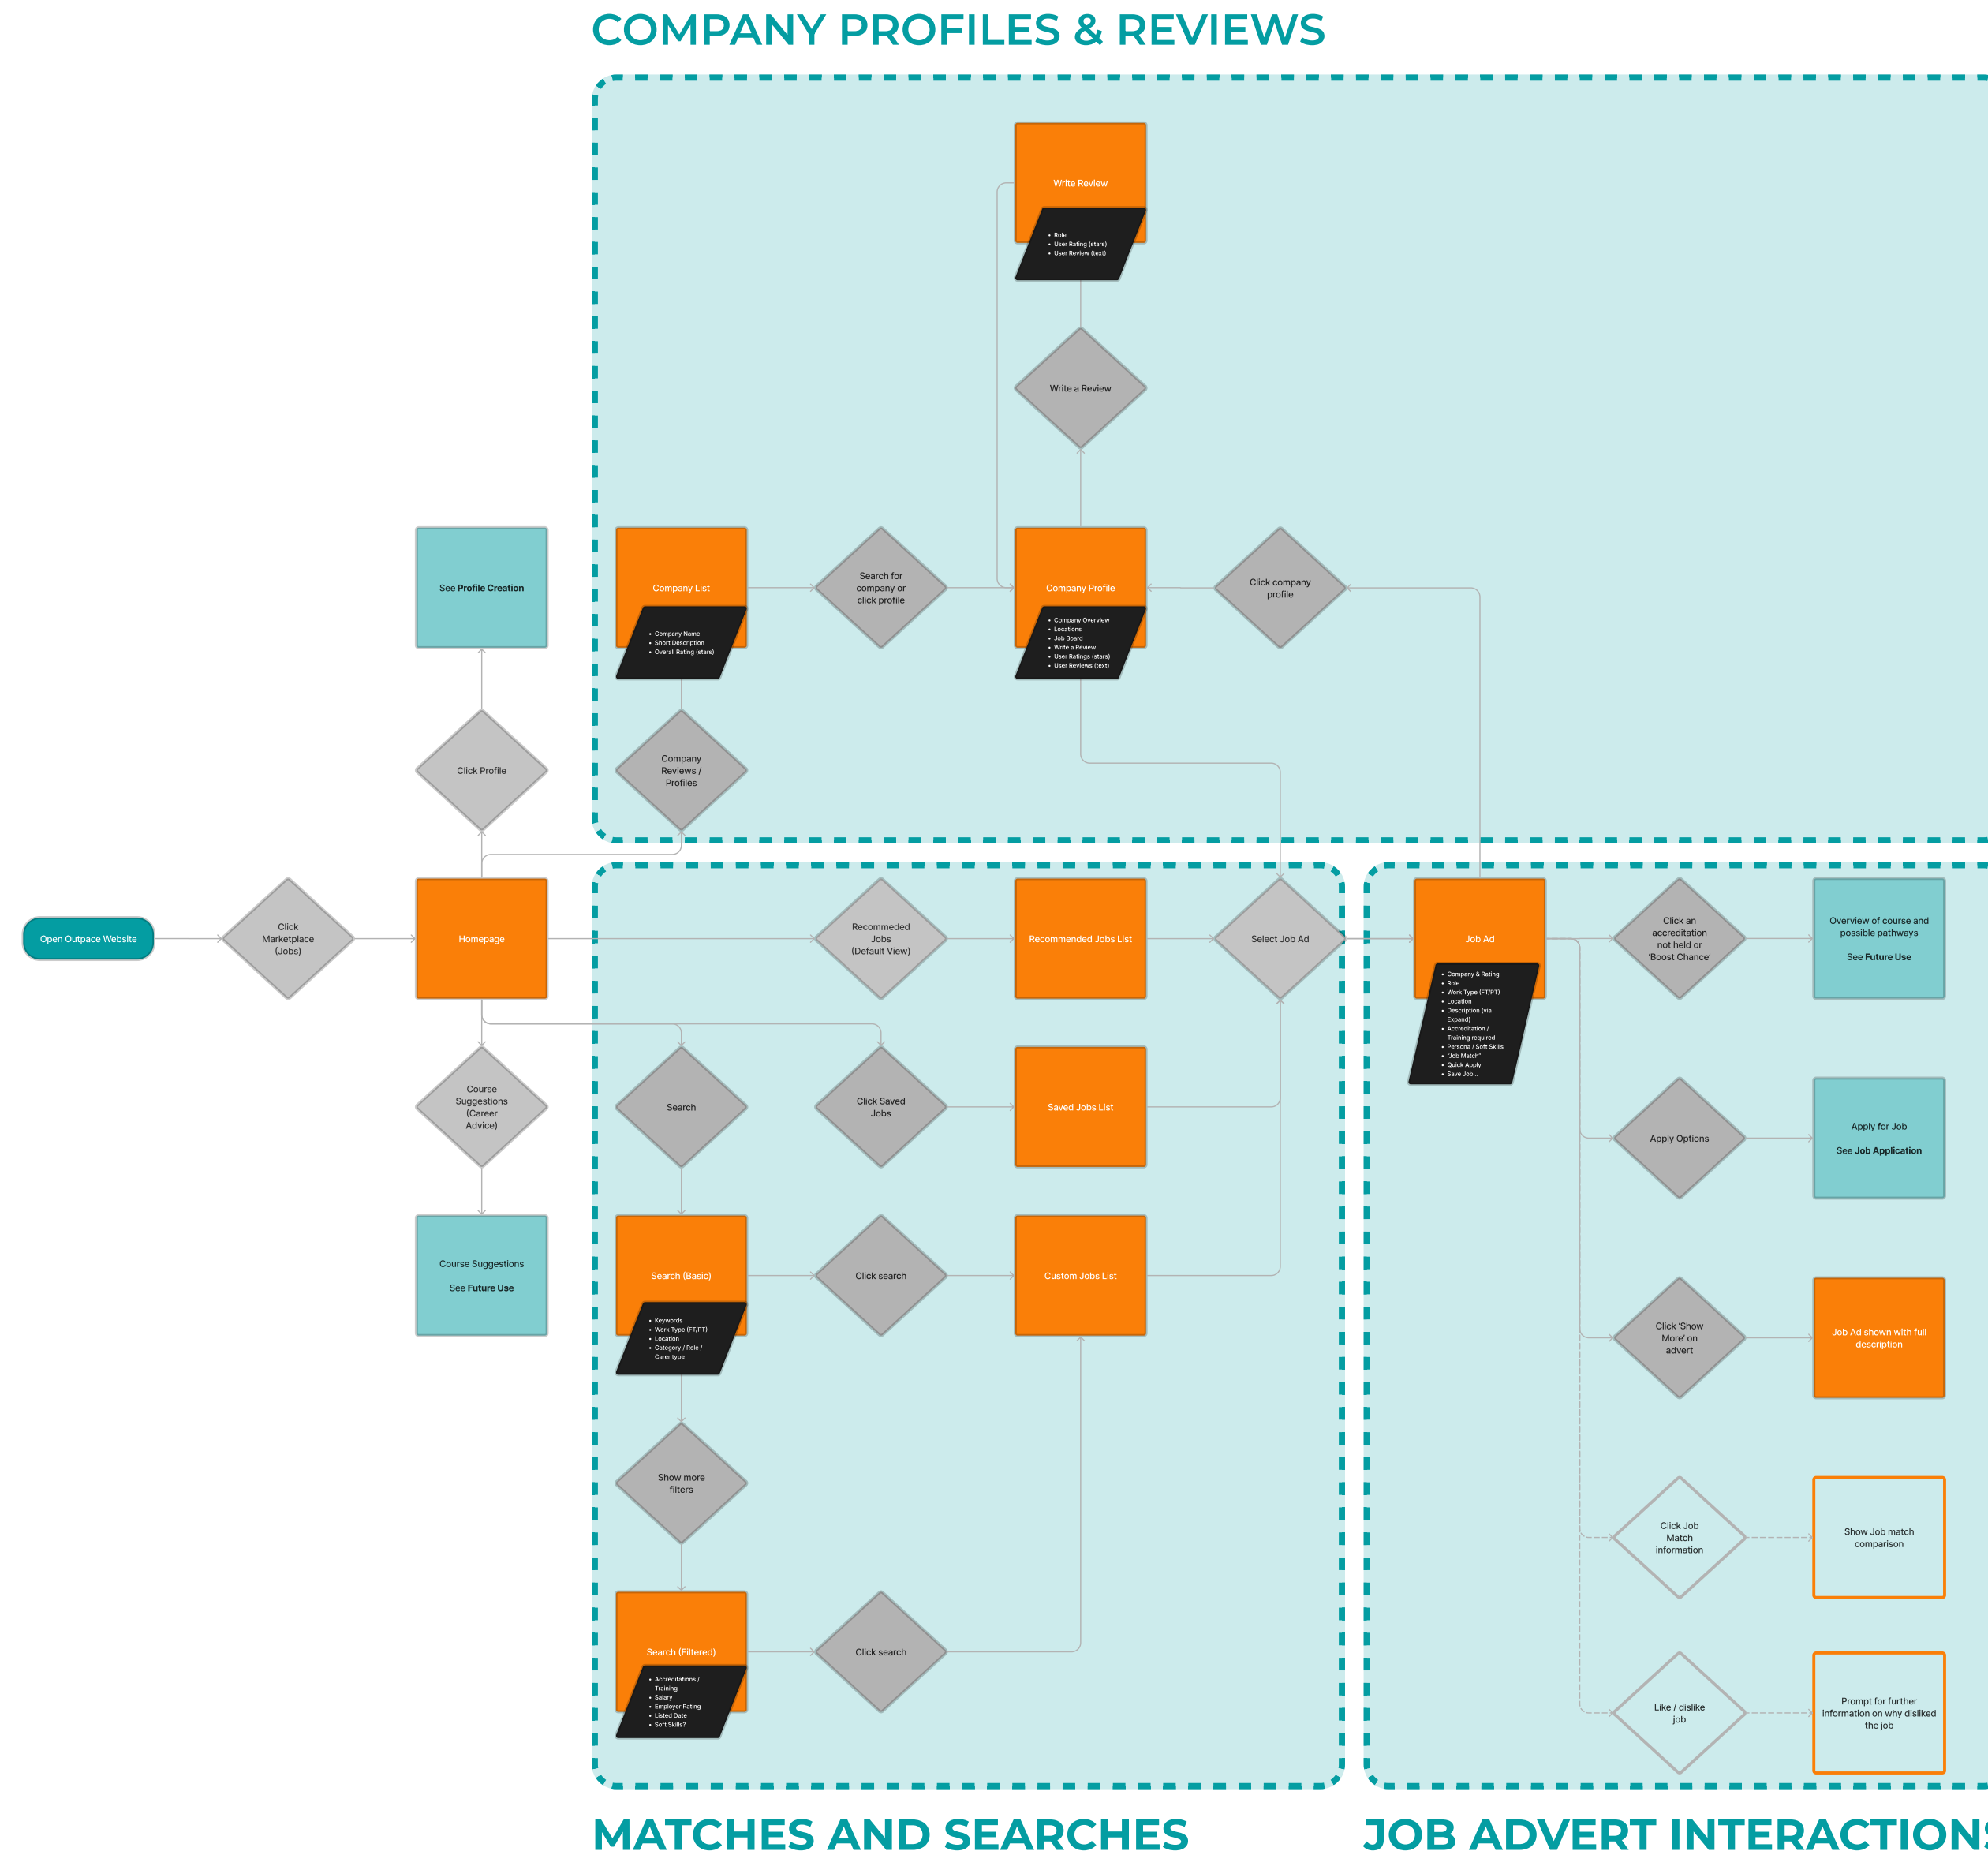 COMPANY PROFILES & REVIEWS
Write Review
• Role
• User Rating (stars)
• User Review (text)
Write a Review
See Profile Creation
Company List
• Company Name
• Short Description
• Overall Rating (stars)
Search for
company or
click profile
Company Profile
• Company Overview
• Locations
• Job Board
• Write a Review
• User Ratings (stars)
• User Reviews (text)
Click company
profile
Click Profile
Company
Reviews /
Profiles
Open Outpace Website
Click
Marketplace
(Jobs)
Homepage
Recommeded
Jobs
(Default View)
Recommended Jobs List
Select Job Ad
Job Ad
• Company & Rating
• Role
• Work Type (FT/PT)
• Location
• Description (via
Expand)
• Accreditation /
Training required
• Persona / Soft Skills
• "Job Match"
• Quick Apply
• Save Job...
Click an
accreditation
not held or
'Boost Chance'
Overview of course and
possible pathways
See Future Use
Course
Suggestions
(Career
Advice)
Search
Click Saved
Jobs
Saved Jobs List
Apply Options
Apply for Job
See Job Application
Course Suggestions
See Future Use
Search (Basic)
• Keywords
• Work Type (FT/PT)
• Location
• Category / Role /
Carer type
Click search
Custom Jobs List
Click 'Show
More' on
advert
Job Ad shown with full
description
Show more
filters
Click Job
Match
information
Show Job match
comparison
Search (Filtered)
• Accreditations /
Training
• Salary
• Employer Rating
• Listed Date
• Soft Skills?
Click search
Like / dislike
job
Prompt for further
information on why disliked
the job
MATCHES AND SEARCHES
JOB ADVERT INTERACTIONS